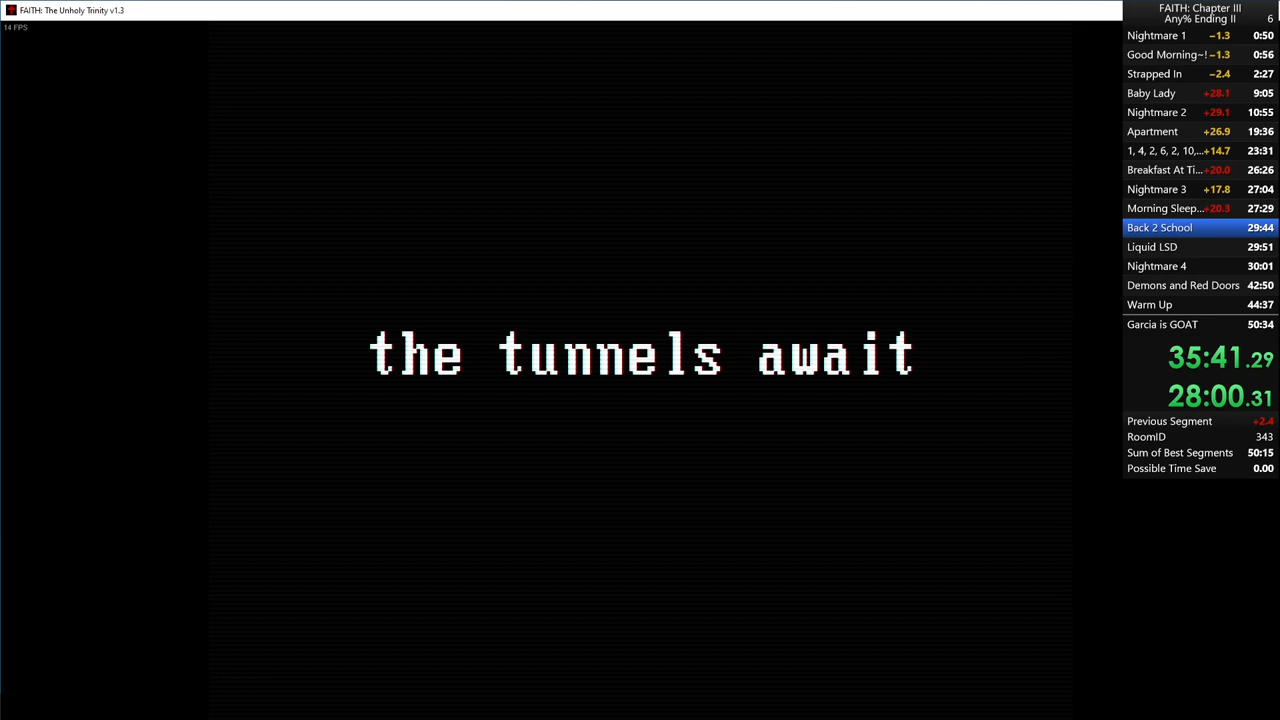 FAITH: The Unholy Trinity v1.3
14 FPS
the tunnels await
FAITH: Chapter III
Any% Ending II 6
Nightmare 1 −1.3 0:50
Good Morning~! −1.3 0:56
Strapped In −2.4 2:27
Baby Lady +28.1 9:05
Nightmare 2 +29.1 10:55
Apartment +26.9 19:36
1, 4, 2, 6, 2, 10,... +14.7 23:31
Breakfast At Ti... +20.0 26:26
Nightmare 3 +17.8 27:04
Morning Sleep... +20.3 27:29
Back 2 School 29:44
Liquid LSD 29:51
Nightmare 4 30:01
Demons and Red Doors 42:50
Warm Up 44:37
Garcia is GOAT 50:34
35:41.29
28:00.31
Previous Segment +2.4
RoomID 343
Sum of Best Segments 50:15
Possible Time Save 0.00